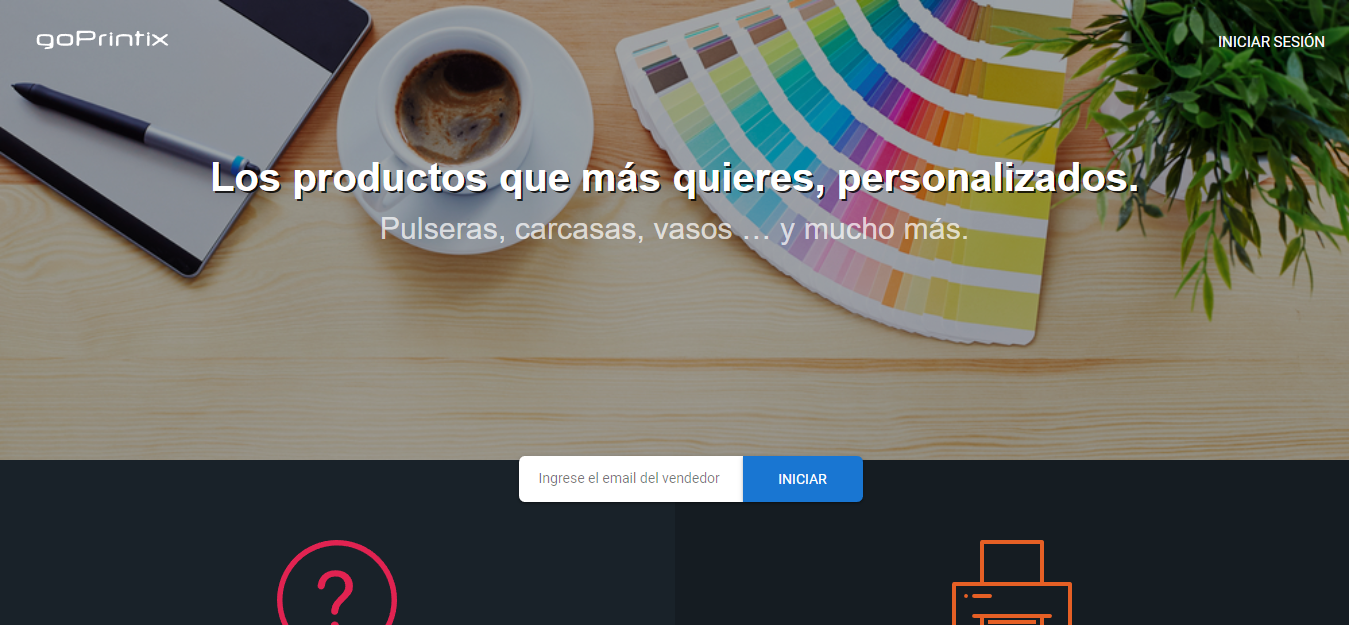 goPrintix
INICIAR SESIÓN
Los productos que más quieres, personalizados.
Pulseras, carcasas, vasos ... y mucho más.
Ingrese el email del vendedor
INICIAR